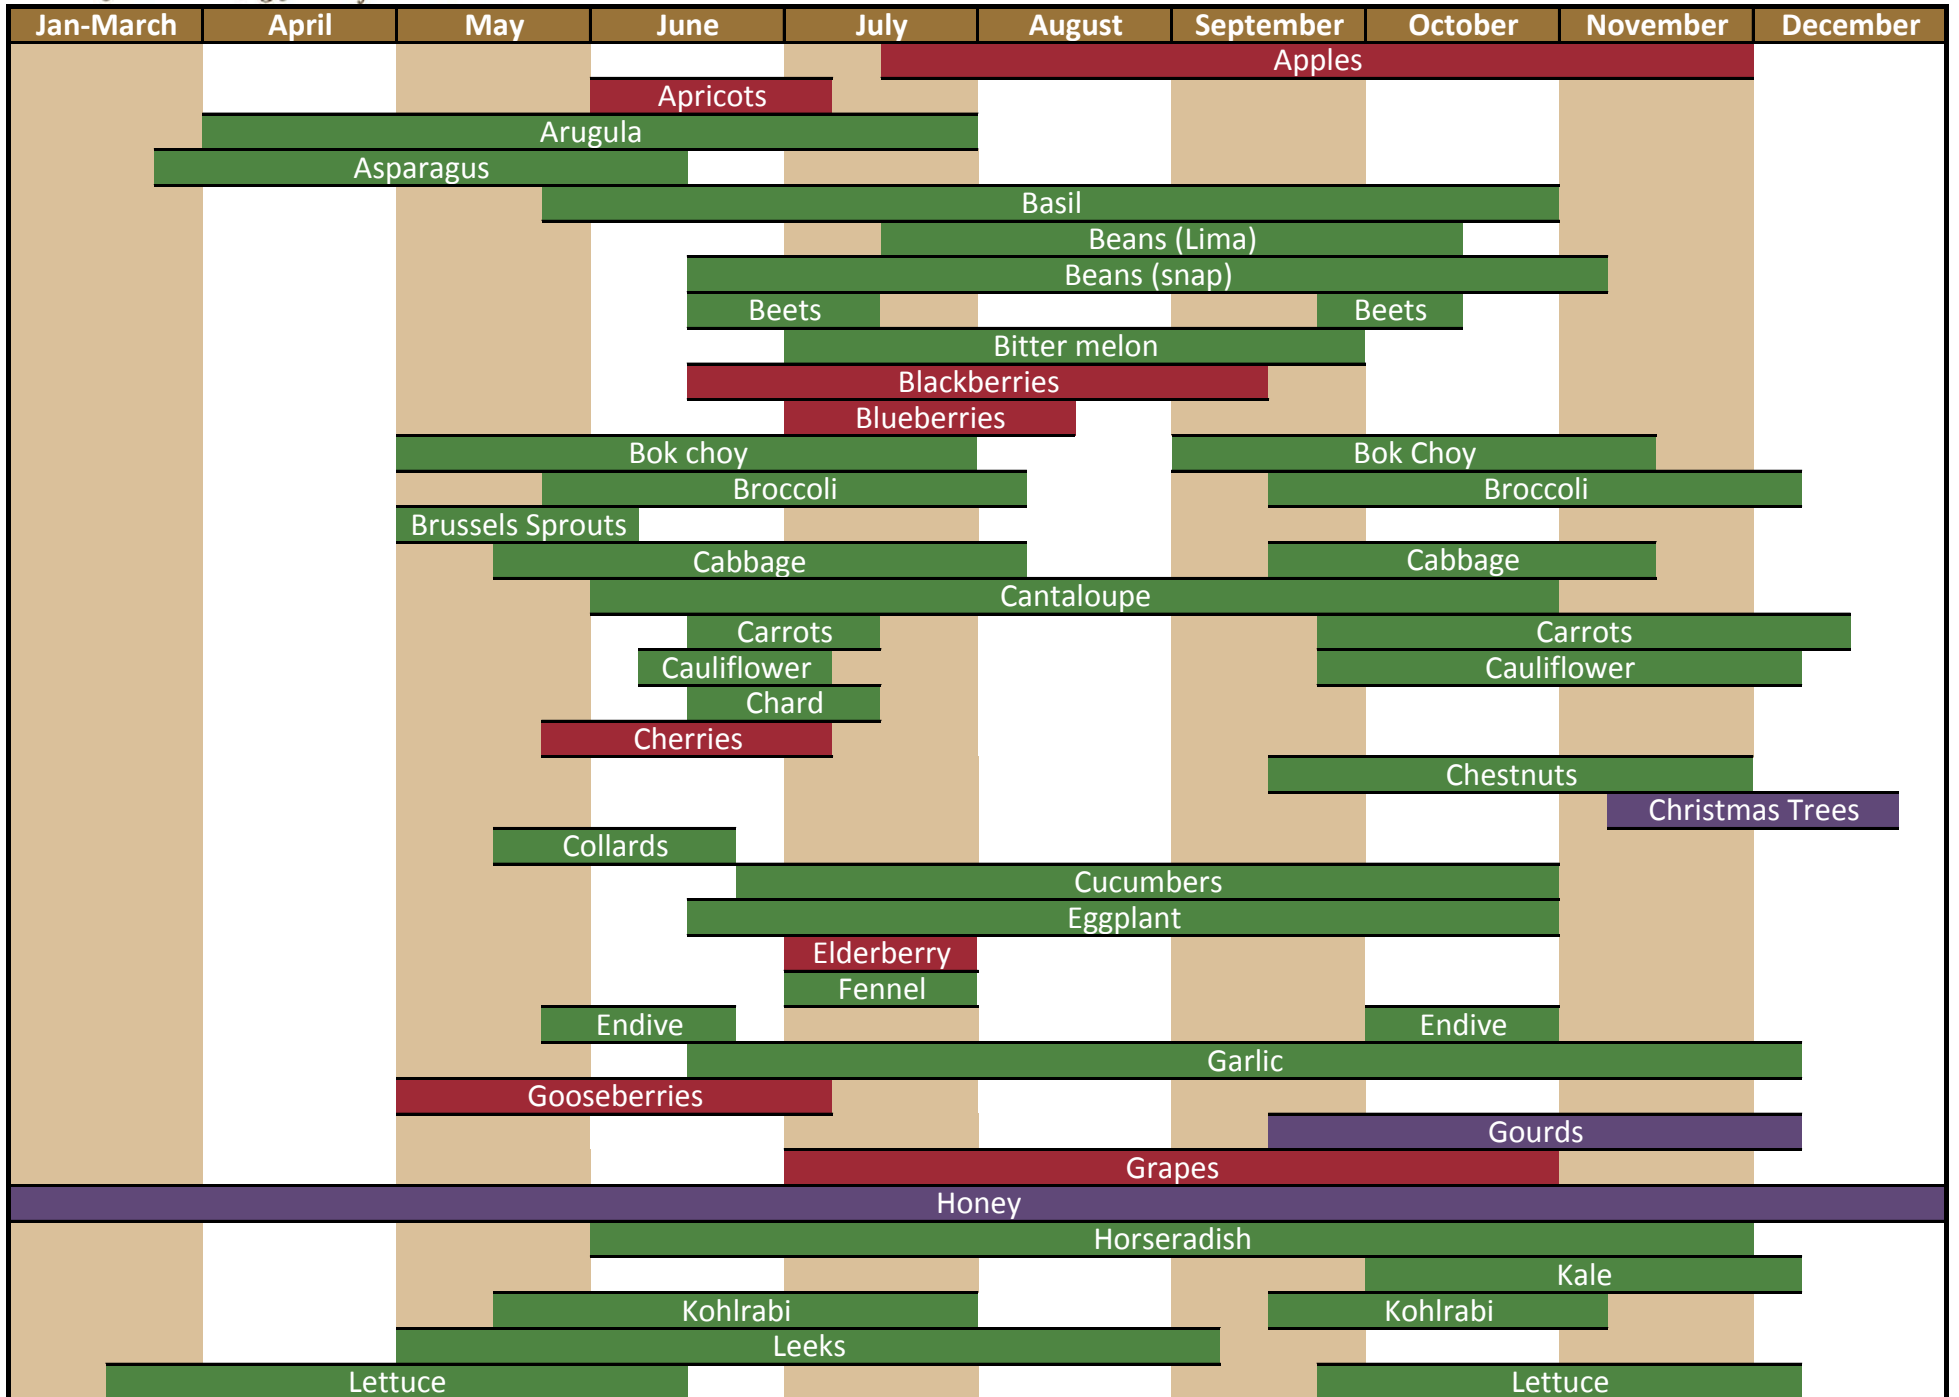 Jan-March April May June July August September October November December
Apples
Apricots
Arugula
Asparagus
Basil
Beans (Lima)
Beans (snap)
Beets Beets
Bitter melon
Blackberries
Blueberries
Bok choy Bok Choy
Broccoli Broccoli
Brussels Sprouts
Cabbage Cabbage
Cantaloupe
Carrots Carrots
Cauliflower Cauliflower
Chard
Cherries
Chestnuts
Christmas Trees
Collards
Cucumbers
Eggplant
Elderberry
Fennel
Endive Endive
Garlic
Gooseberries
Gourds
Grapes
Honey
Horseradish
Kale
Kohlrabi Kohlrabi
Leeks
Lettuce Lettuce